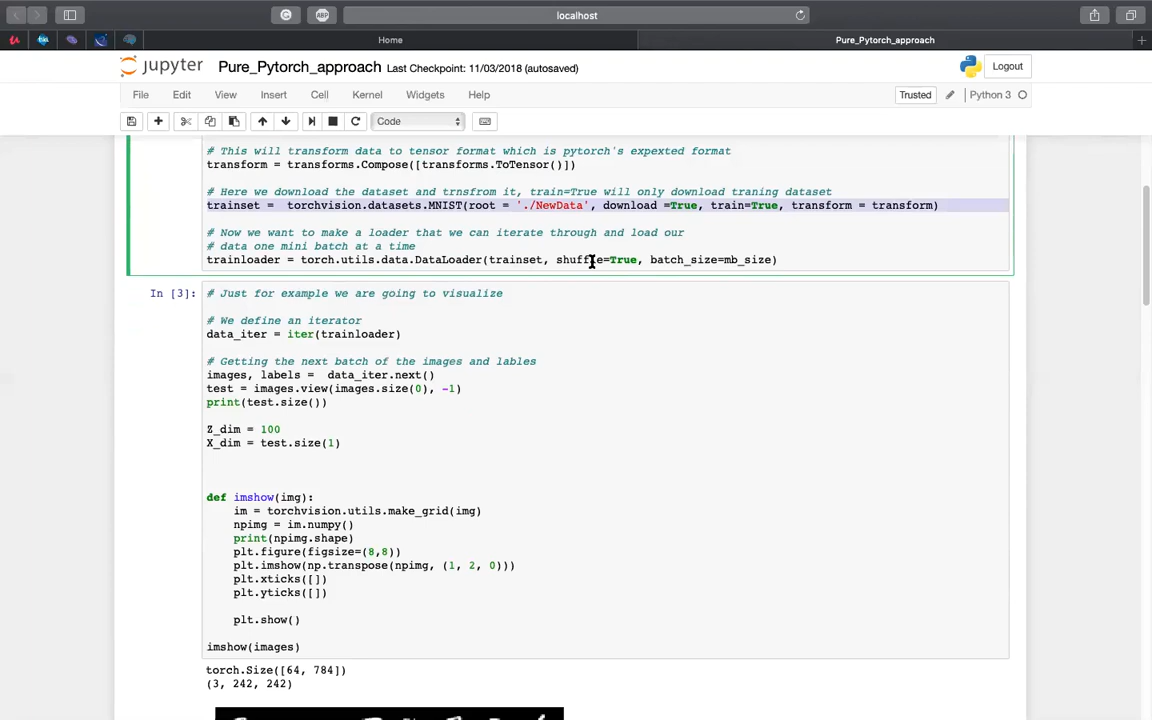 localhost
ABP
Home
Pure_Pytorch_approach
jupyter Pure_Pytorch_approach Last Checkpoint: 11/03/2018 (autosaved)
Logout
File Edit View Insert Cell Kernel Widgets Help
Trusted
Python 3
Code
# This will transform data to tensor format which is pytorch's expexted format
transform = transforms.Compose([transforms.ToTensor()])
# Here we download the dataset and trnsfrom it, train=True will only download traning dataset
trainset =  torchvision.datasets.MNIST(root = './NewData', download =True, train=True, transform = transform)
# Now we want to make a loader that we can iterate through and load our
# data one mini batch at a time
trainloader = torch.utils.data.DataLoader(trainset, shuffle=True, batch_size=mb_size)
In [3]:
# Just for example we are going to visualize
# We define an iterator
data_iter = iter(trainloader)
# Getting the next batch of the images and lables
images, labels =  data_iter.next()
test = images.view(images.size(0), -1)
print(test.size())
Z_dim = 100
X_dim = test.size(1)
def imshow(img):
    im = torchvision.utils.make_grid(img)
    npimg = im.numpy()
    print(npimg.shape)
    plt.figure(figsize=(8,8))
    plt.imshow(np.transpose(npimg, (1, 2, 0)))
    plt.xticks([])
    plt.yticks([])
    plt.show()
imshow(images)
torch.Size([64, 784])
(3, 242, 242)